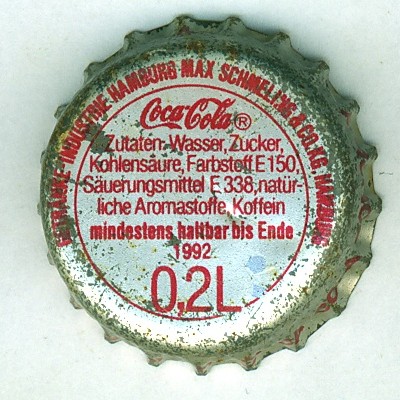 GETRÄNKE-INDUSTRIE HAMBURG MAX SCHMELING & CO. KG, HAMBURG
Coca-Cola®
Zutaten: Wasser, Zucker,
Kohlensäure, Farbstoff E 150,
Säuerungsmittel E 338, natür-
liche Aromastoffe, Koffein
mindestens haltbar bis Ende
1992
0,2L